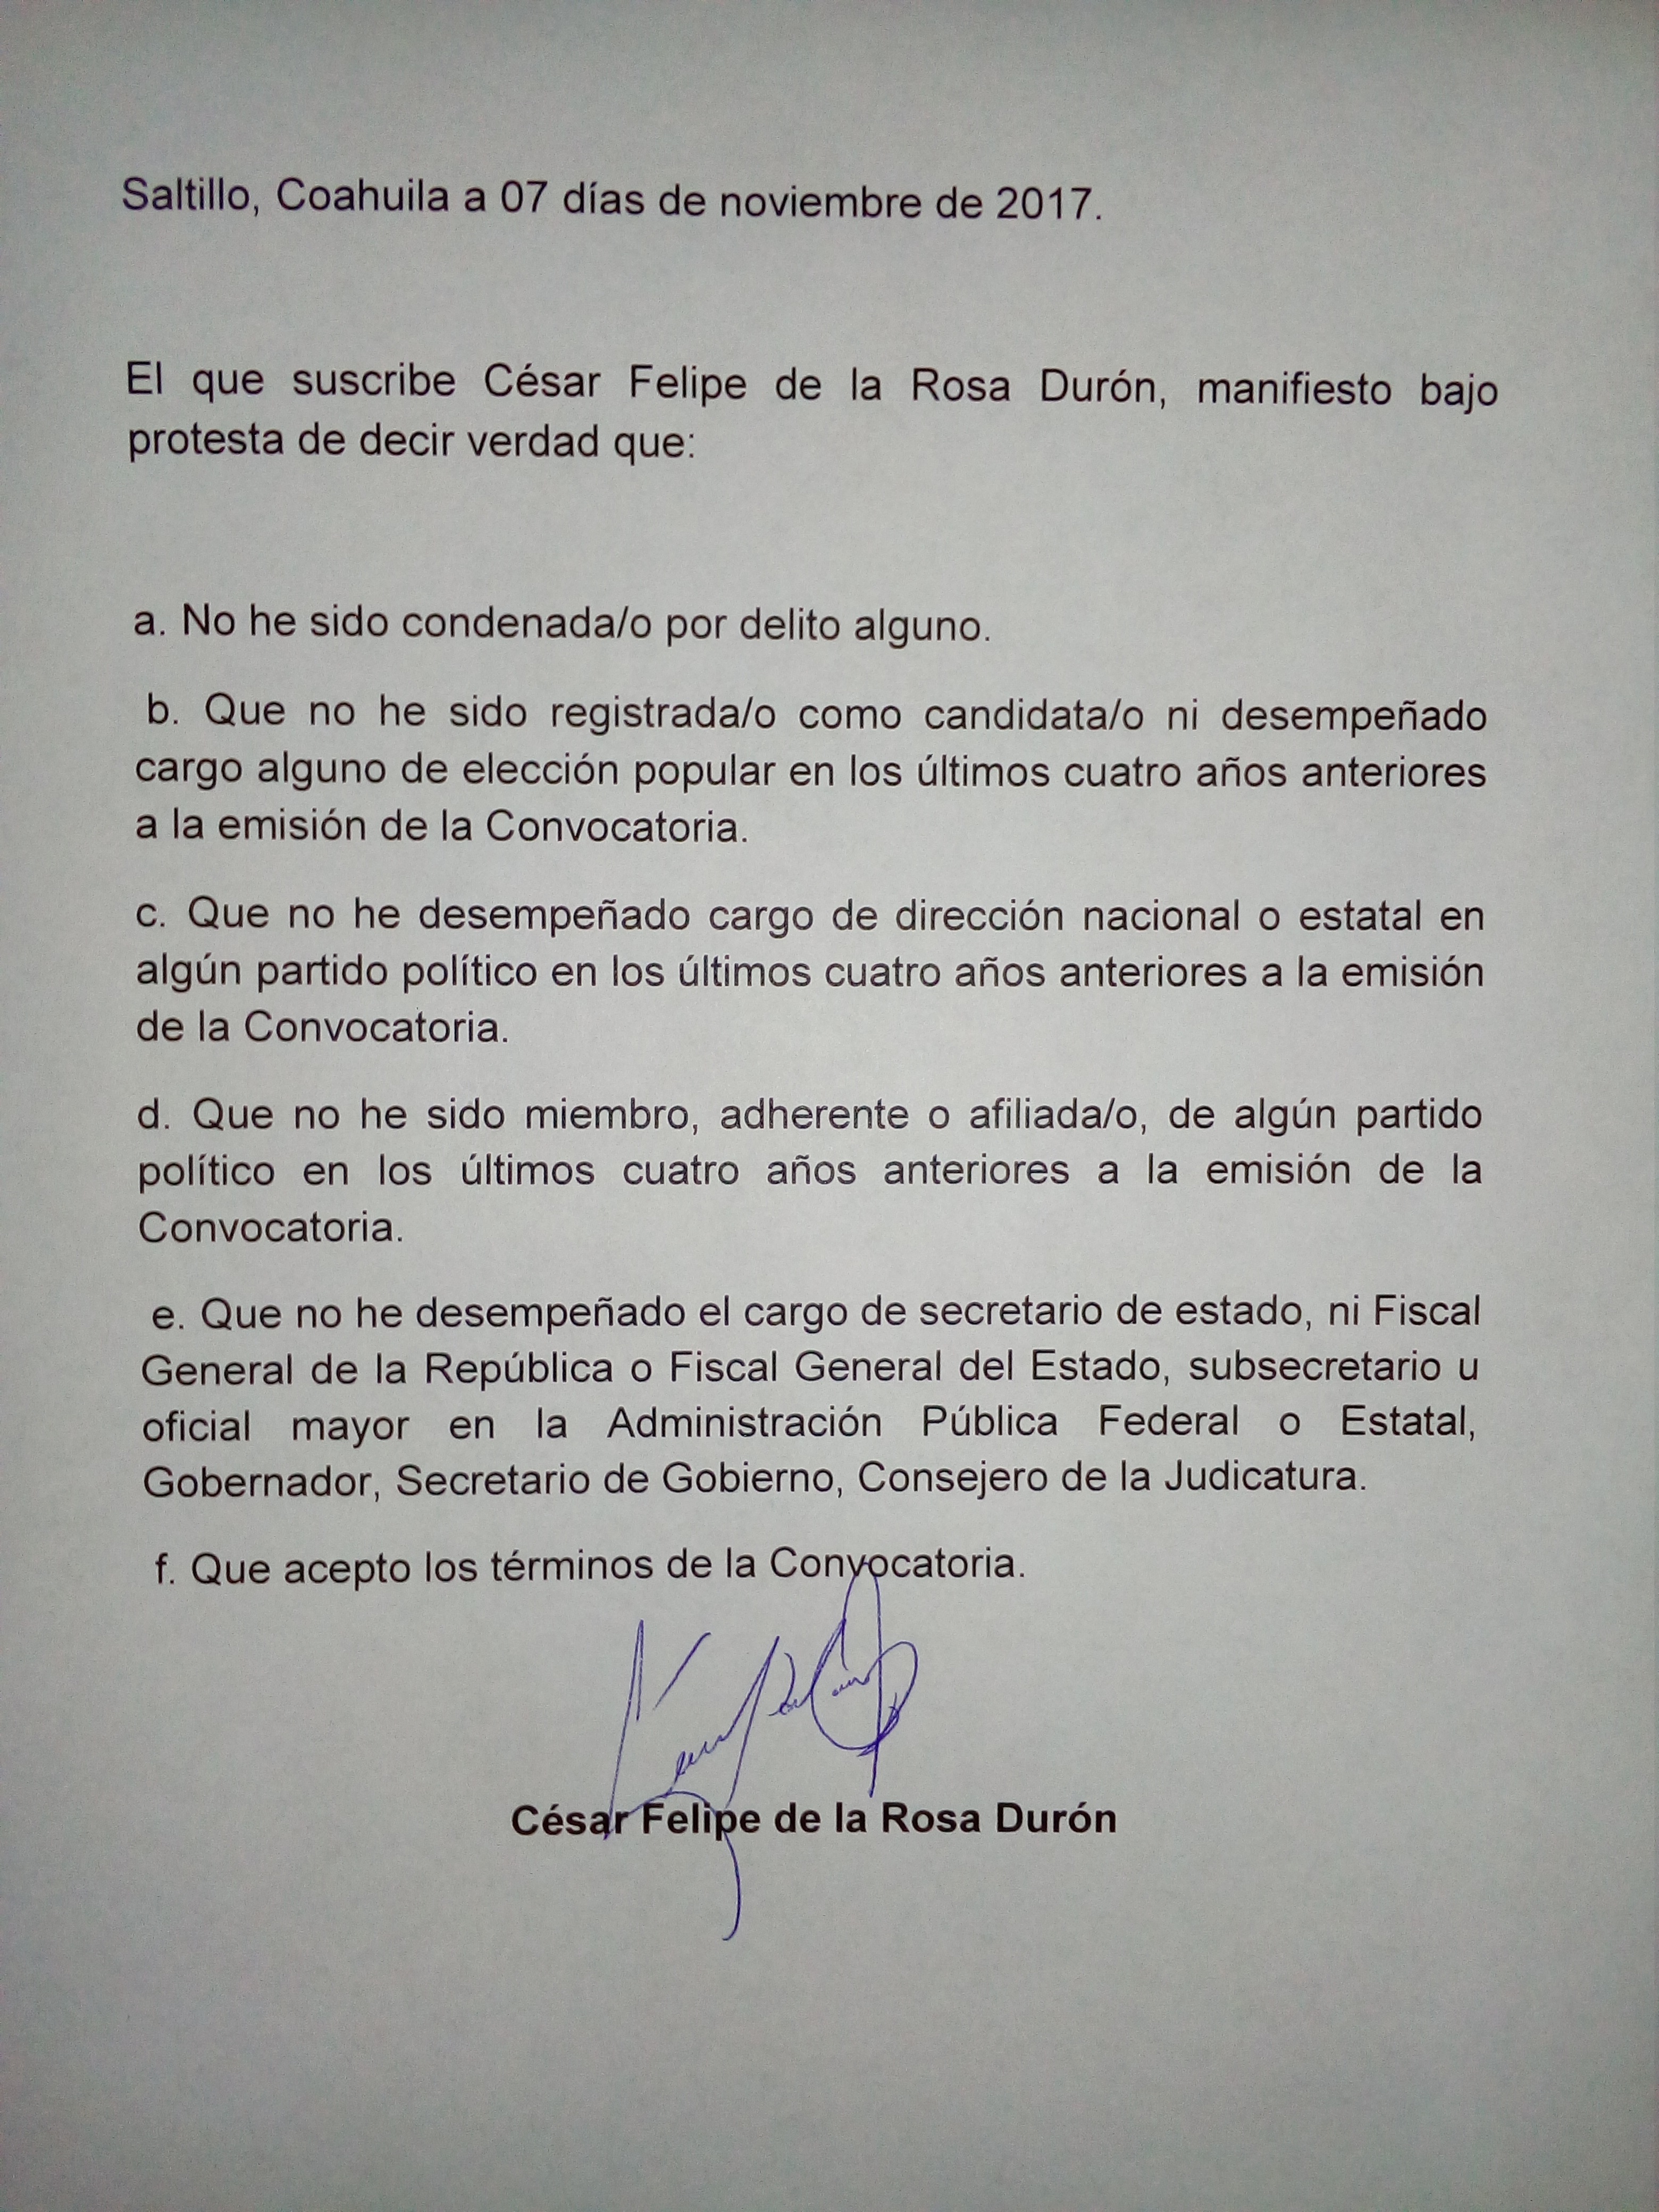 Saltillo, Coahuila a 07 días de noviembre de 2017.
El que suscribe César Felipe de la Rosa Durón, manifiesto bajo
protesta de decir verdad que:
a. No he sido condenada/o por delito alguno.
b. Que no he sido registrada/o como candidata/o ni desempeñado
cargo alguno de elección popular en los últimos cuatro años anteriores
a la emisión de la Convocatoria.
c. Que no he desempeñado cargo de dirección nacional o estatal en
algún partido político en los últimos cuatro años anteriores a la emisión
de la Convocatoria.
d. Que no he sido miembro, adherente o afiliada/o, de algún partido
político en los últimos cuatro años anteriores a la emisión de la
Convocatoria.
e. Que no he desempeñado el cargo de secretario de estado, ni Fiscal
General de la República o Fiscal General del Estado, subsecretario u
oficial mayor en la Administración Pública Federal o Estatal,
Gobernador, Secretario de Gobierno, Consejero de la Judicatura.
f. Que acepto los términos de la Convocatoria.
César Felipe de la Rosa Durón